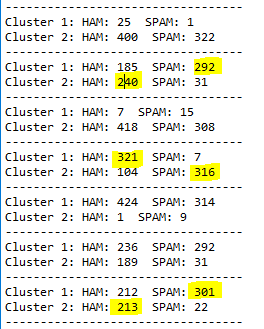 ----------------------------------
Cluster 1: HAM: 25  SPAM: 1
Cluster 2: HAM: 400  SPAM: 322
----------------------------------
Cluster 1: HAM: 185  SPAM: 292
Cluster 2: HAM: 240  SPAM: 31
----------------------------------
Cluster 1: HAM: 7  SPAM: 15
Cluster 2: HAM: 418  SPAM: 308
----------------------------------
Cluster 1: HAM: 321  SPAM: 7
Cluster 2: HAM: 104  SPAM: 316
----------------------------------
Cluster 1: HAM: 424  SPAM: 314
Cluster 2: HAM: 1  SPAM: 9
----------------------------------
Cluster 1: HAM: 236  SPAM: 292
Cluster 2: HAM: 189  SPAM: 31
----------------------------------
Cluster 1: HAM: 212  SPAM: 301
Cluster 2: HAM: 213  SPAM: 22
----------------------------------